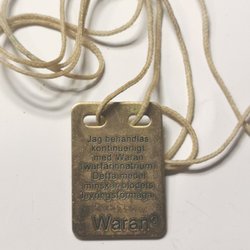 Jag behandlas
kontinuerligt
med Waran
(warfarinnatrium).
Detta medel
minskar blodets
levringsförmåga.
Waran®